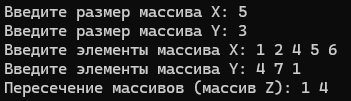 Введите размер массива X: 5
Введите размер массива Y: 3
Введите элементы массива X: 1 2 4 5 6
Введите элементы массива Y: 4 7 1
Пересечение массивов (массив Z): 1 4